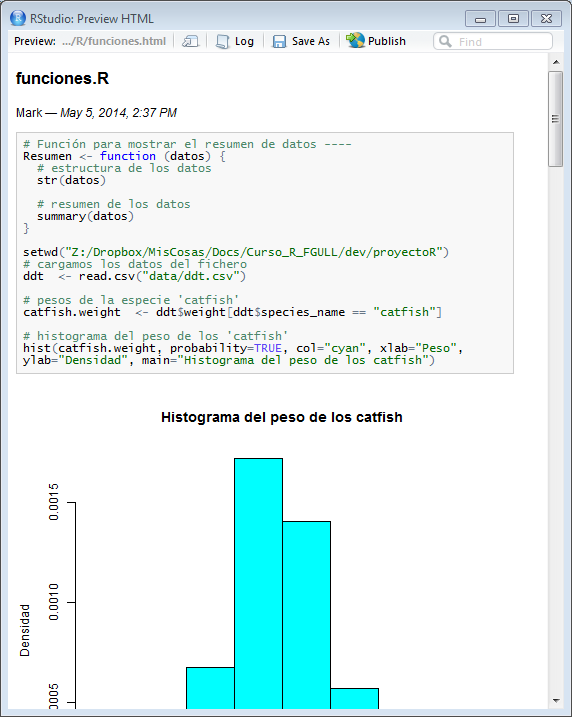 RStudio: Preview HTML
Preview: .../R/funciones.html Log Save As Publish Find
funciones.R
Mark — May 5, 2014, 2:37 PM
# Función para mostrar el resumen de datos ----
Resumen <- function (datos) {
  # estructura de los datos
  str(datos)
  # resumen de los datos
  summary(datos)
}
setwd("Z:/Dropbox/MisCosas/Docs/Curso_R_FGULL/dev/proyectoR")
# cargamos los datos del fichero
ddt  <- read.csv("data/ddt.csv")
# pesos de la especie 'catfish'
catfish.weight  <- ddt$weight[ddt$species_name == "catfish"]
# histograma del peso de los 'catfish'
hist(catfish.weight, probability=TRUE, col="cyan", xlab="Peso",
ylab="Densidad", main="Histograma del peso de los catfish")
Histograma del peso de los catfish
0.0015
0.0010
Densidad